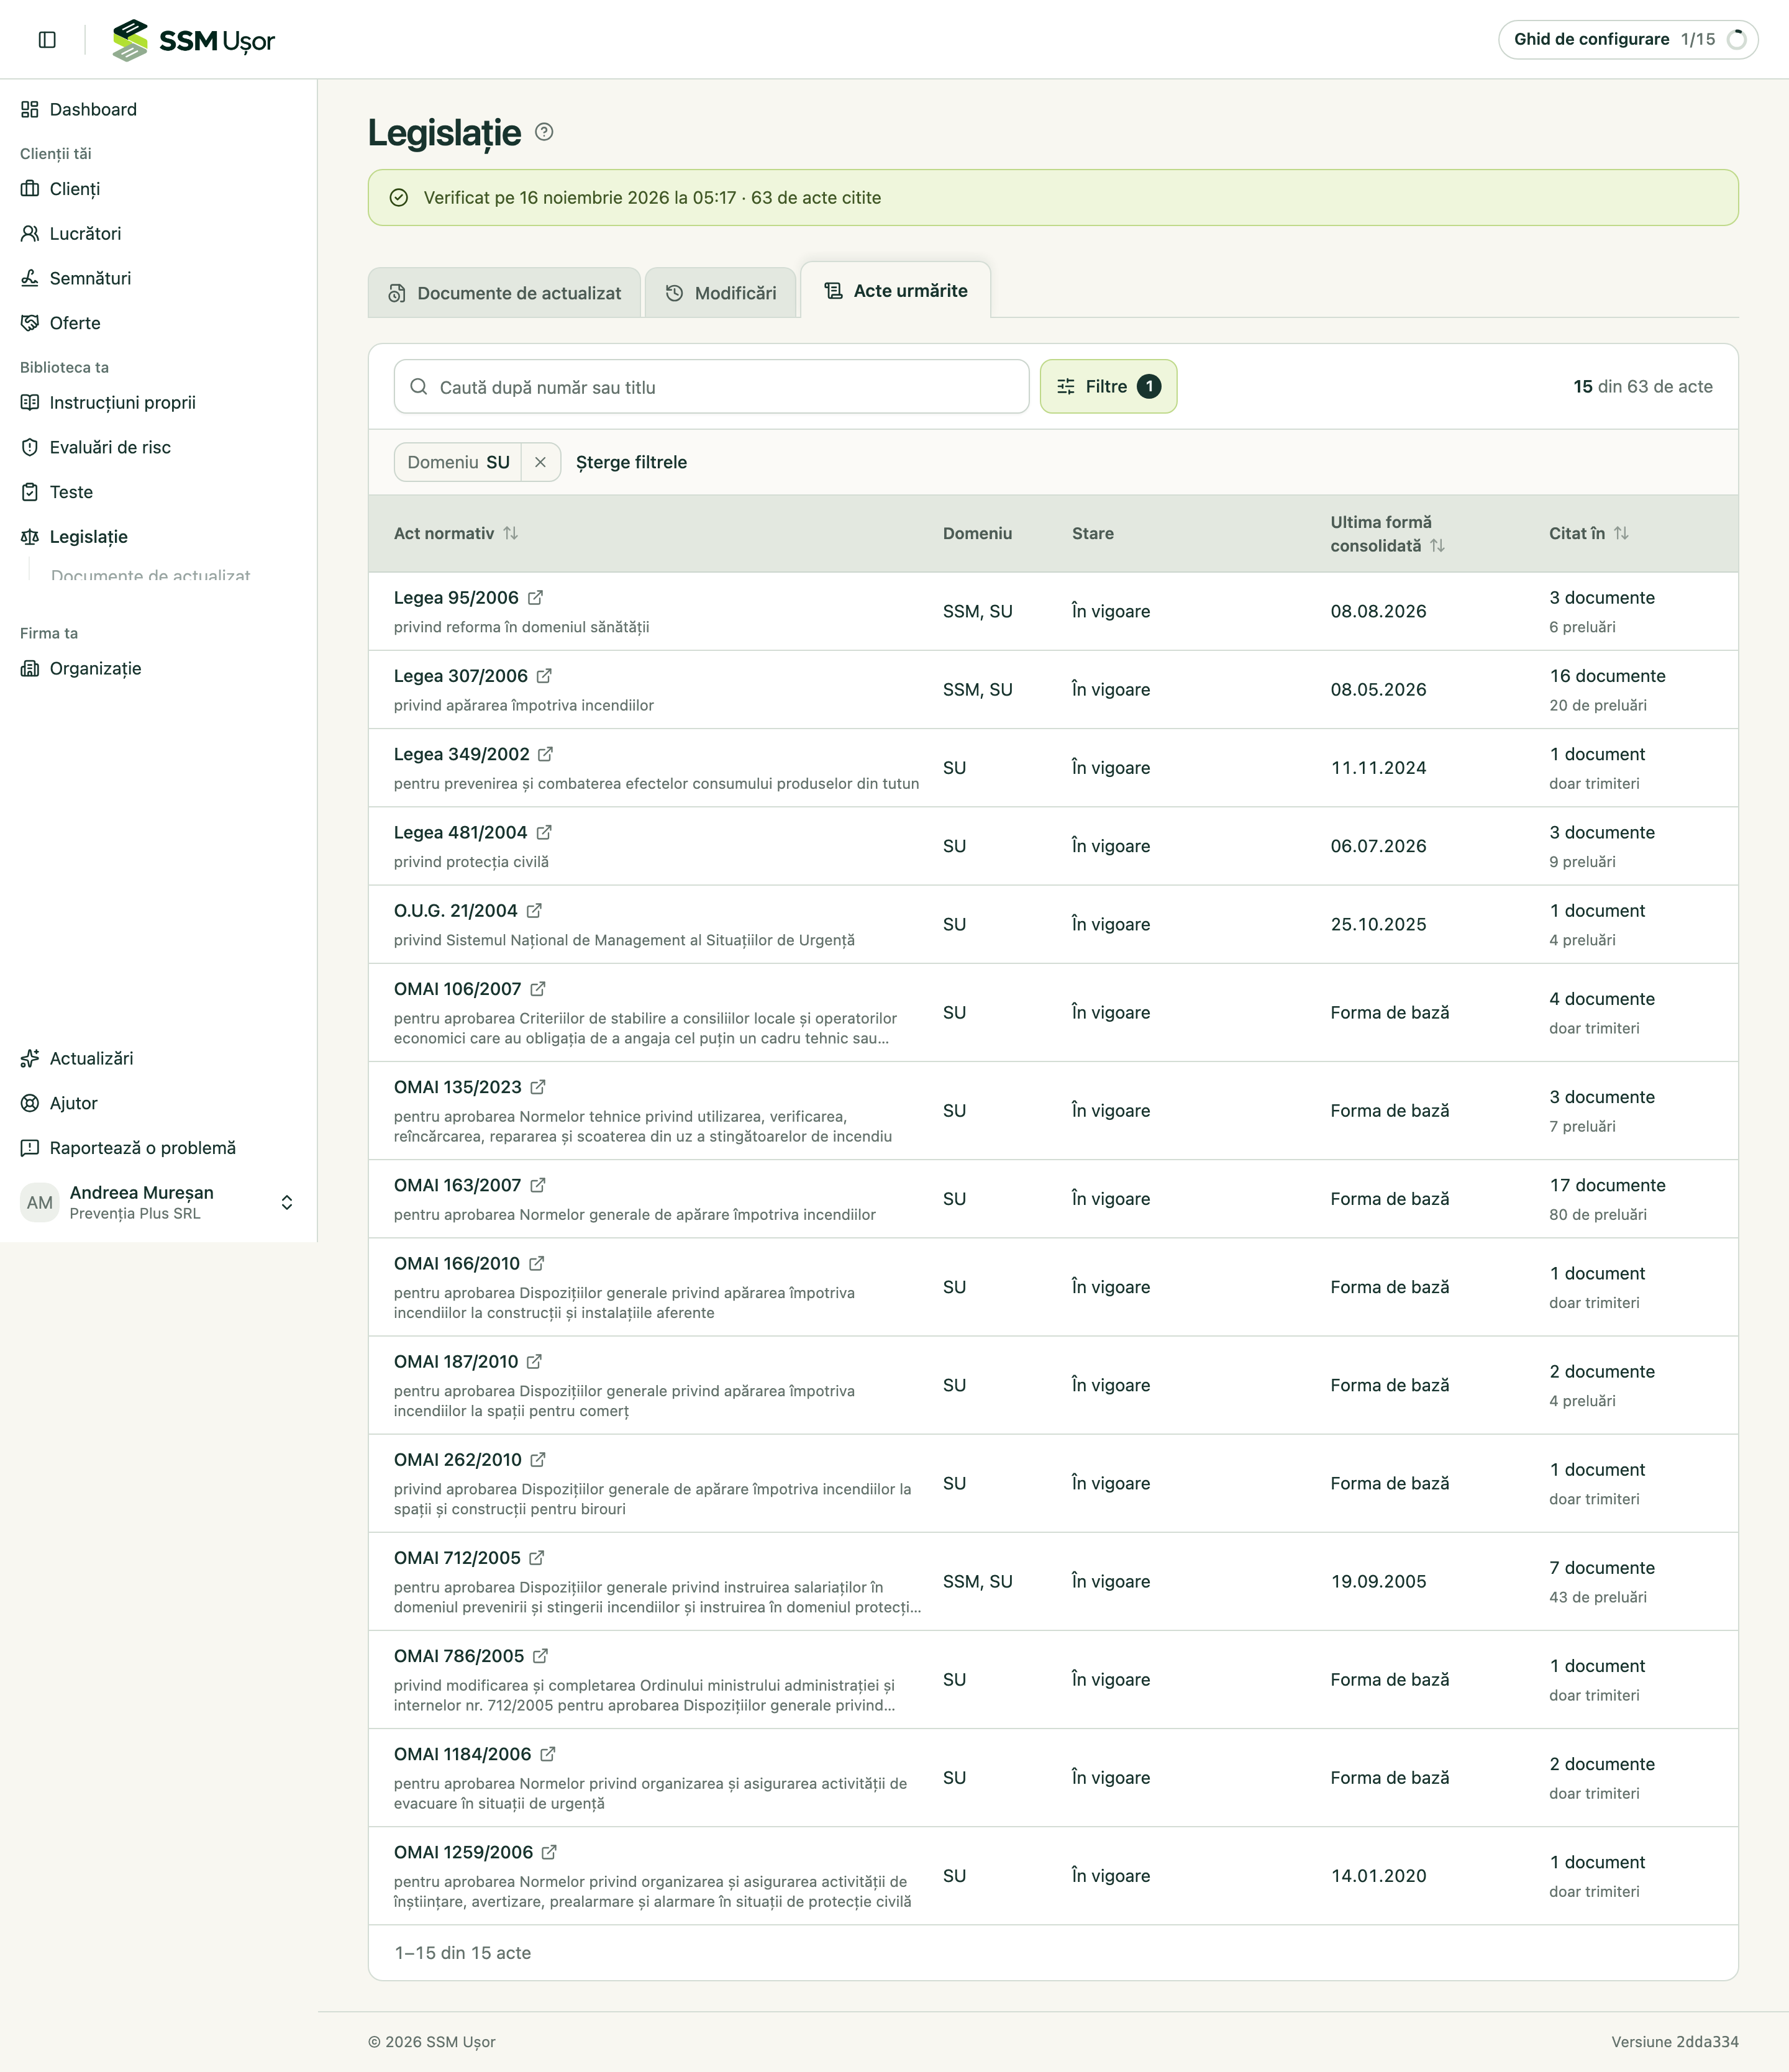 SSM Ușor
Ghid de configurare 1/15
Dashboard
Clienții tăi
Clienți
Lucrători
Semnături
Oferte
Biblioteca ta
Instrucțiuni proprii
Evaluări de risc
Teste
Legislație
Documente de actualizat
Firma ta
Organizație
Actualizări
Ajutor
Raportează o problemă
AM
Andreea Mureșan
Prevenția Plus SRL
Legislație
Verificat pe 16 noiembrie 2026 la 05:17 · 63 de acte citite
Documente de actualizat
Modificări
Acte urmărite
Caută după număr sau titlu
Filtre 1
15 din 63 de acte
Domeniu SU
Șterge filtrele
Act normativ
Domeniu
Stare
Ultima formă
consolidată
Citat în
Legea 95/2006
privind reforma în domeniul sănătății
SSM, SU
În vigoare
08.08.2026
3 documente
6 preluări
Legea 307/2006
privind apărarea împotriva incendiilor
SSM, SU
În vigoare
08.05.2026
16 documente
20 de preluări
Legea 349/2002
pentru prevenirea și combaterea efectelor consumului produselor din tutun
SU
În vigoare
11.11.2024
1 document
doar trimiteri
Legea 481/2004
privind protecția civilă
SU
În vigoare
06.07.2026
3 documente
9 preluări
O.U.G. 21/2004
privind Sistemul Național de Management al Situațiilor de Urgență
SU
În vigoare
25.10.2025
1 document
4 preluări
OMAI 106/2007
pentru aprobarea Criteriilor de stabilire a consiliilor locale și operatorilor
economici care au obligația de a angaja cel puțin un cadru tehnic sau...
SU
În vigoare
Forma de bază
4 documente
doar trimiteri
OMAI 135/2023
pentru aprobarea Normelor tehnice privind utilizarea, verificarea,
reîncărcarea, repararea și scoaterea din uz a stingătoarelor de incendiu
SU
În vigoare
Forma de bază
3 documente
7 preluări
OMAI 163/2007
pentru aprobarea Normelor generale de apărare împotriva incendiilor
SU
În vigoare
Forma de bază
17 documente
80 de preluări
OMAI 166/2010
pentru aprobarea Dispozițiilor generale privind apărarea împotriva
incendiilor la construcții și instalațiile aferente
SU
În vigoare
Forma de bază
1 document
doar trimiteri
OMAI 187/2010
pentru aprobarea Dispozițiilor generale privind apărarea împotriva
incendiilor la spații pentru comerț
SU
În vigoare
Forma de bază
2 documente
4 preluări
OMAI 262/2010
privind aprobarea Dispozițiilor generale de apărare împotriva incendiilor la
spații și construcții pentru birouri
SU
În vigoare
Forma de bază
1 document
doar trimiteri
OMAI 712/2005
pentru aprobarea Dispozițiilor generale privind instruirea salariaților în
domeniul prevenirii și stingerii incendiilor și instruirea în domeniul protecți...
SSM, SU
În vigoare
19.09.2005
7 documente
43 de preluări
OMAI 786/2005
privind modificarea și completarea Ordinului ministrului administrației și
internelor nr. 712/2005 pentru aprobarea Dispozițiilor generale privind...
SU
În vigoare
Forma de bază
1 document
doar trimiteri
OMAI 1184/2006
pentru aprobarea Normelor privind organizarea și asigurarea activității de
evacuare în situații de urgență
SU
În vigoare
Forma de bază
2 documente
doar trimiteri
OMAI 1259/2006
pentru aprobarea Normelor privind organizarea și asigurarea activității de
înștiințare, avertizare, prealarmare și alarmare în situații de protecție civilă
SU
În vigoare
14.01.2020
1 document
doar trimiteri
1–15 din 15 acte
© 2026 SSM Ușor
Versiune 2dda334